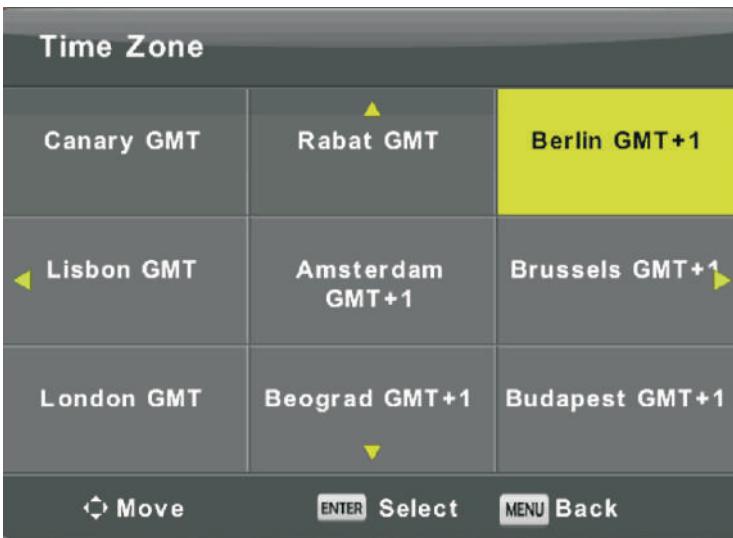 Time Zone
Canary GMT
Rabat GMT
Berlin GMT+1
Lisbon GMT
Amsterdam
GMT+1
Brussels GMT+1
London GMT
Beograd GMT+1
Budapest GMT+1
Move
ENTER Select
MENU Back